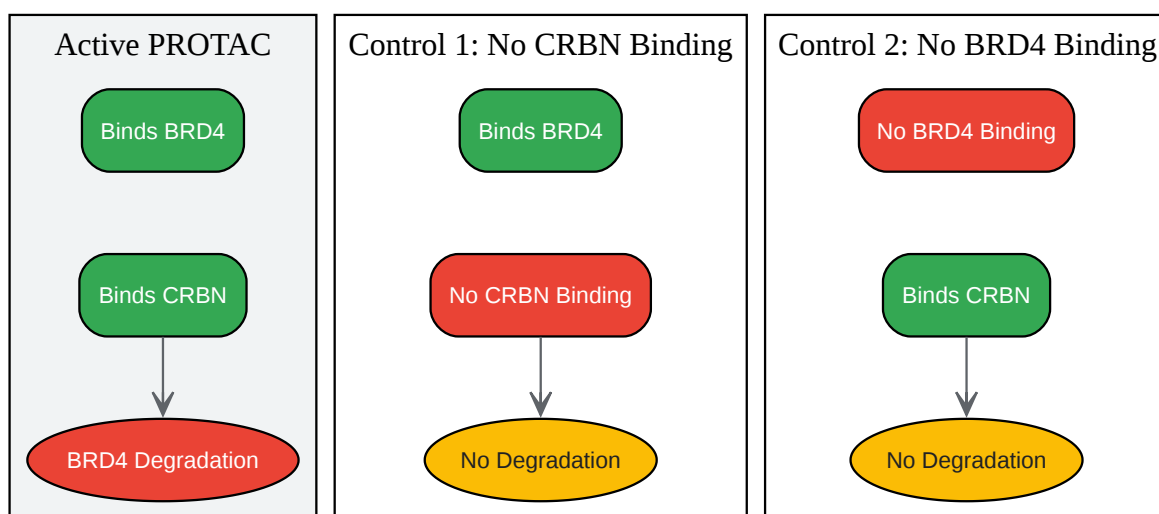 Active PROTAC
Binds BRD4
Binds CRBN
BRD4 Degradation
Control 1: No CRBN Binding
Binds BRD4
No CRBN Binding
No Degradation
Control 2: No BRD4 Binding
No BRD4 Binding
Binds CRBN
No Degradation